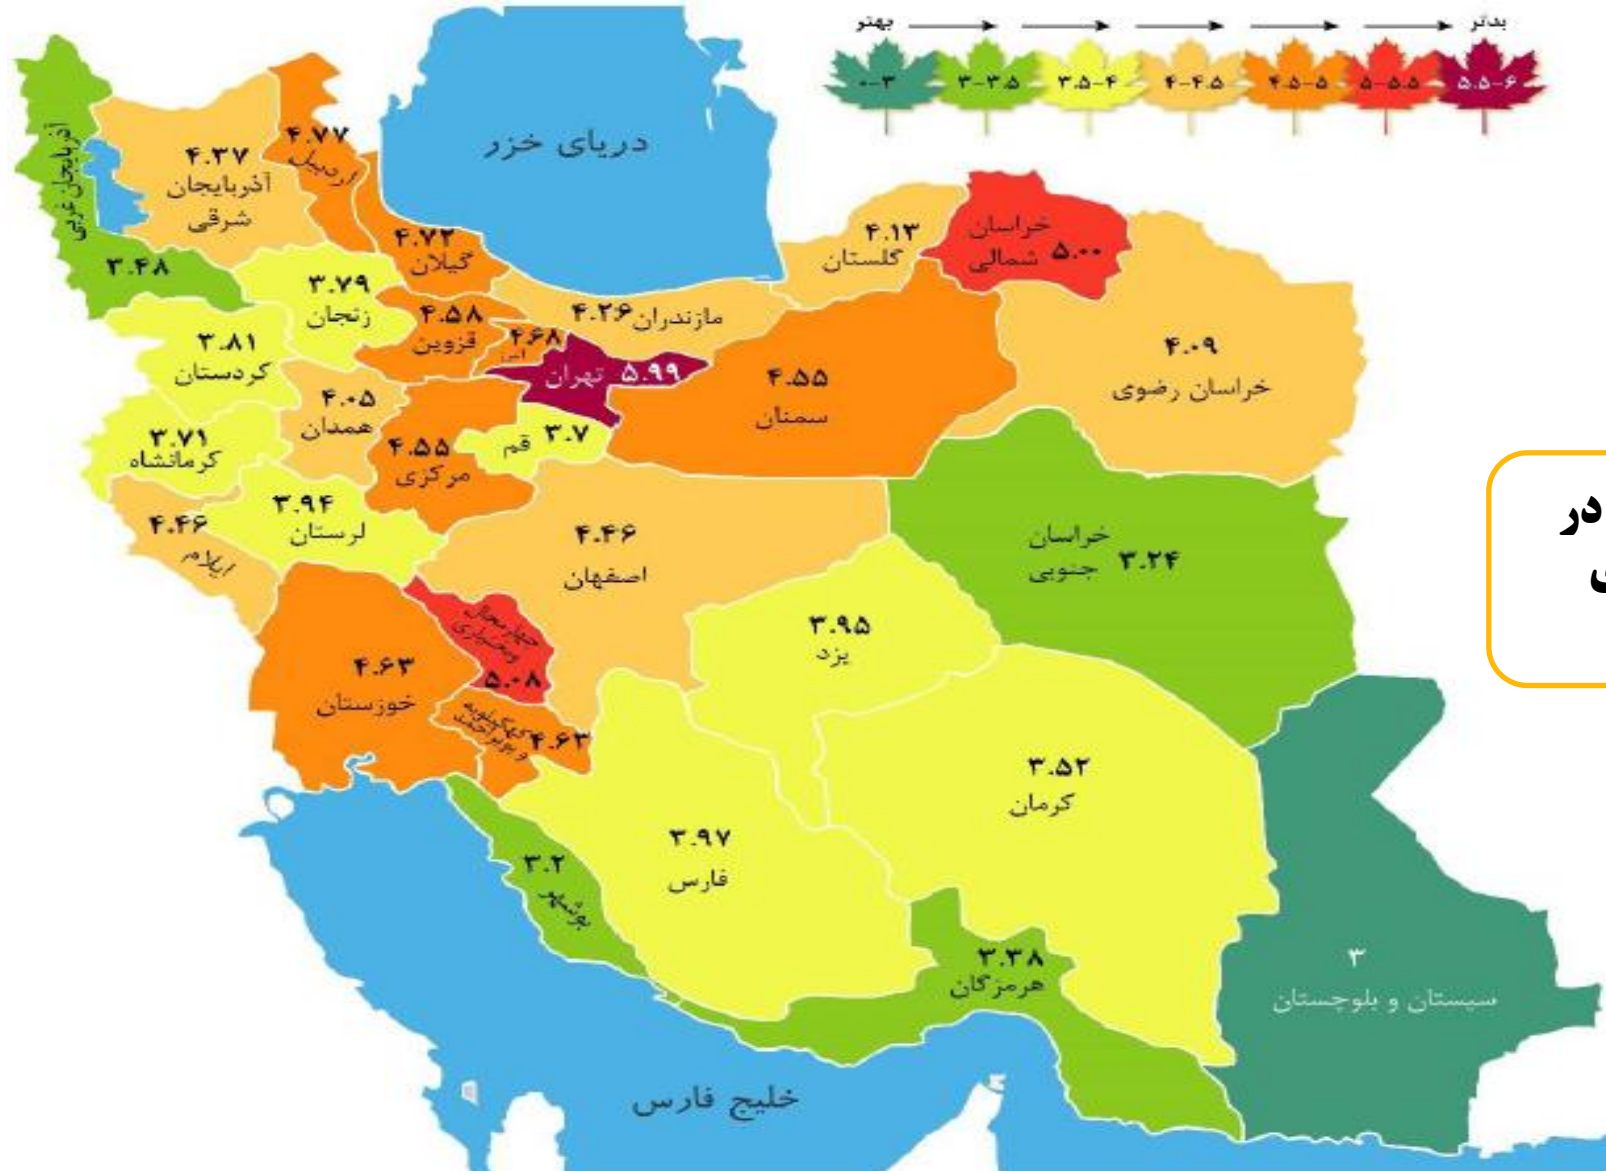 بهتر
بدتر
۰-۳
۳-۳.۵
۳.۵-۴
۴-۴.۵
۴.۵-۵
۵-۵.۵
۵.۵-۶
دریای خزر
آذربایجان غربی
۳.۴۸
۴.۳۷
آذربایجان
شرقی
۴.۷۷
اردبیل
۴.۷۲
گیلان
۴.۱۳
گلستان
خراسان
شمالی ۵.۰۰
۳.۷۹
زنجان
۴.۵۸
قزوین
۴.۶۸
البرز
۴.۲۶ مازندران
تهران ۵.۹۹
۴.۵۵
سمنان
۴.۰۹
خراسان رضوی
۳.۸۱
کردستان
۴.۰۵
همدان
۳.۷۱
کرمانشاه
۴.۵۵
مرکزی
قم ۳.۷
۳.۹۴
لرستان
۴.۴۶
ایلام
۴.۴۶
اصفهان
خراسان
جنوبی ۳.۲۴
۳.۹۵
یزد
چهارمحال
وبختیاری
۵.۰۸
۴.۶۳
خوزستان
کهگیلویه
و بویراحمد
۴.۶۳
۳.۵۲
کرمان
۳.۹۷
فارس
۳.۲
بوشهر
۳.۳۸
هرمزگان
۳
سیستان و بلوچستان
خلیج فارس
در